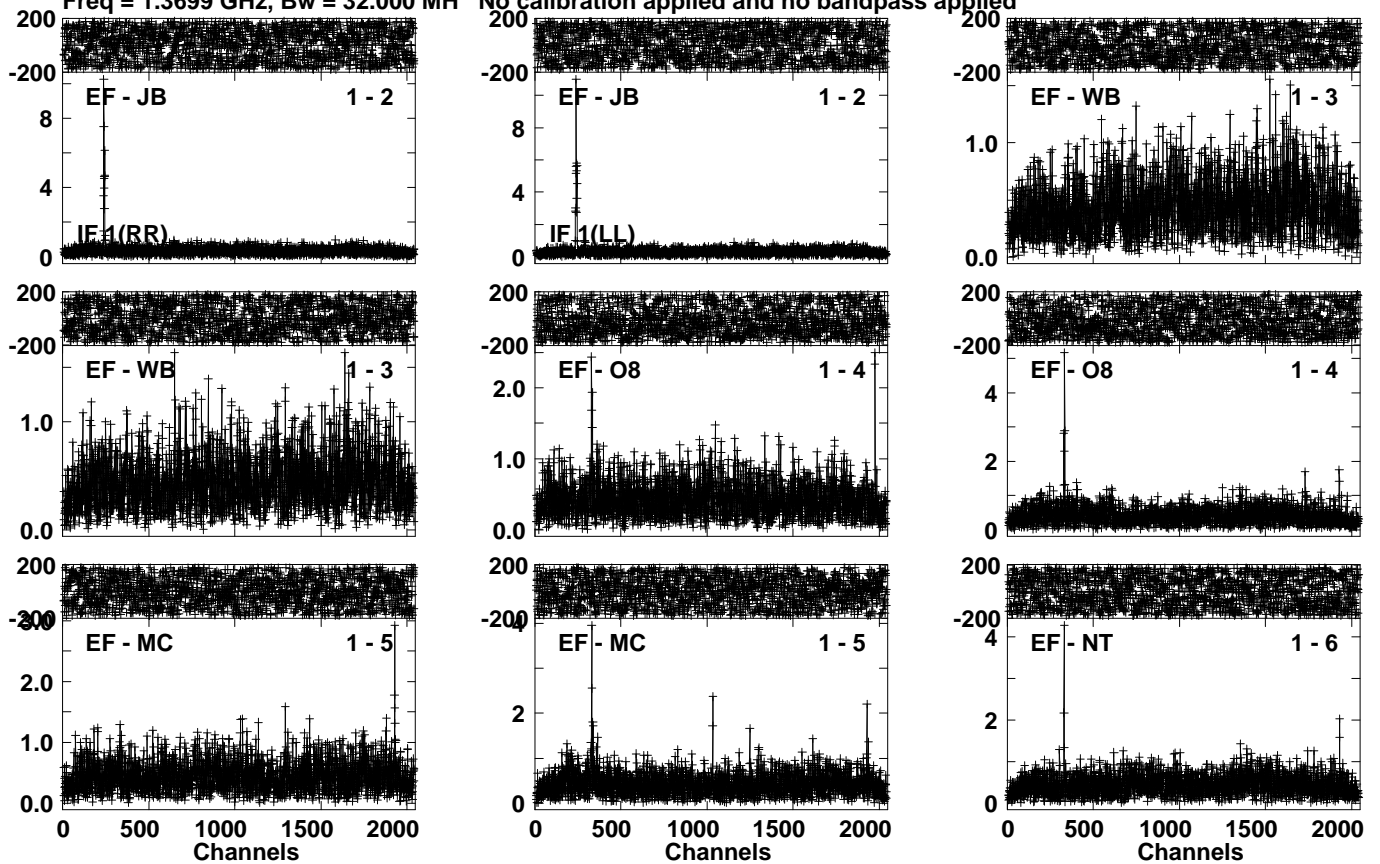 Freq = 1.3699 GHz, Bw = 32.000 MH No calibration applied and no bandpass applied
200 200 200
-200 -200 -200
EF - JB 1 - 2 EF - JB 1 - 2 EF - WB 1 - 3
8 8 1.0
4 4
IF 1(RR) IF 1(LL)
0 0 0.0
200 200 200
-200 -200 -200
EF - WB 1 - 3 EF - O8 1 - 4 EF - O8 1 - 4
1.0 2.0 4
1.0 2
0.0 0.0 0
200 200 200
-200 -200 -200
3.0 4
EF - MC 1 - 5 EF - MC 1 - 5 EF - NT 1 - 6
4
2.0 2 2
1.0
0.0 0 0
0 500 1000 1500 2000 0 500 1000 1500 2000 0 500 1000 1500 2000
Channels Channels Channels